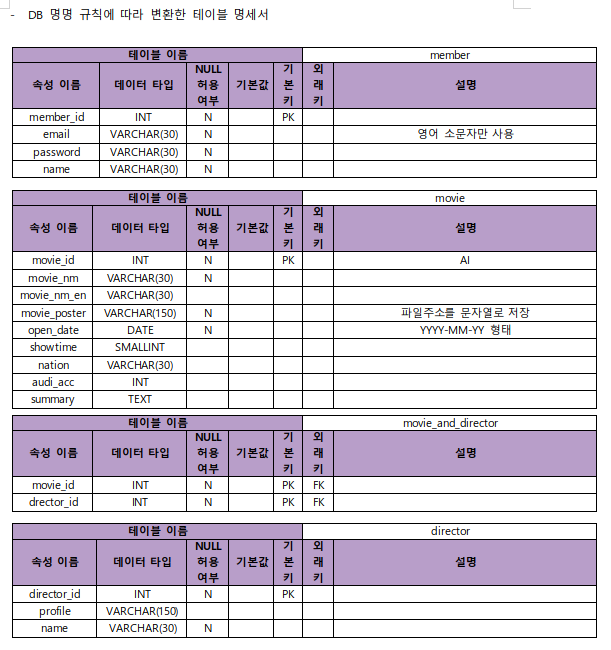 - DB 명명 규칙에 따라 변환한 테이블 명세서
테이블 이름 member
속성 이름 데이터 타입 NULL 허용 여부 기본값 기본키 외래키 설명
member_id INT N PK
email VARCHAR(30) N 영어 소문자만 사용
password VARCHAR(30) N
name VARCHAR(30) N
테이블 이름 movie
속성 이름 데이터 타입 NULL 허용 여부 기본값 기본키 외래키 설명
movie_id INT N PK AI
movie_nm VARCHAR(30) N
movie_nm_en VARCHAR(30)
movie_poster VARCHAR(150) N 파일주소를 문자열로 저장
open_date DATE N YYYY-MM-YY 형태
showtime SMALLINT
nation VARCHAR(30)
audi_acc INT
summary TEXT
테이블 이름 movie_and_director
속성 이름 데이터 타입 NULL 허용 여부 기본값 기본키 외래키 설명
movie_id INT N PK FK
drector_id INT N PK FK
테이블 이름 director
속성 이름 데이터 타입 NULL 허용 여부 기본값 기본키 외래키 설명
director_id INT N PK
profile VARCHAR(150)
name VARCHAR(30) N